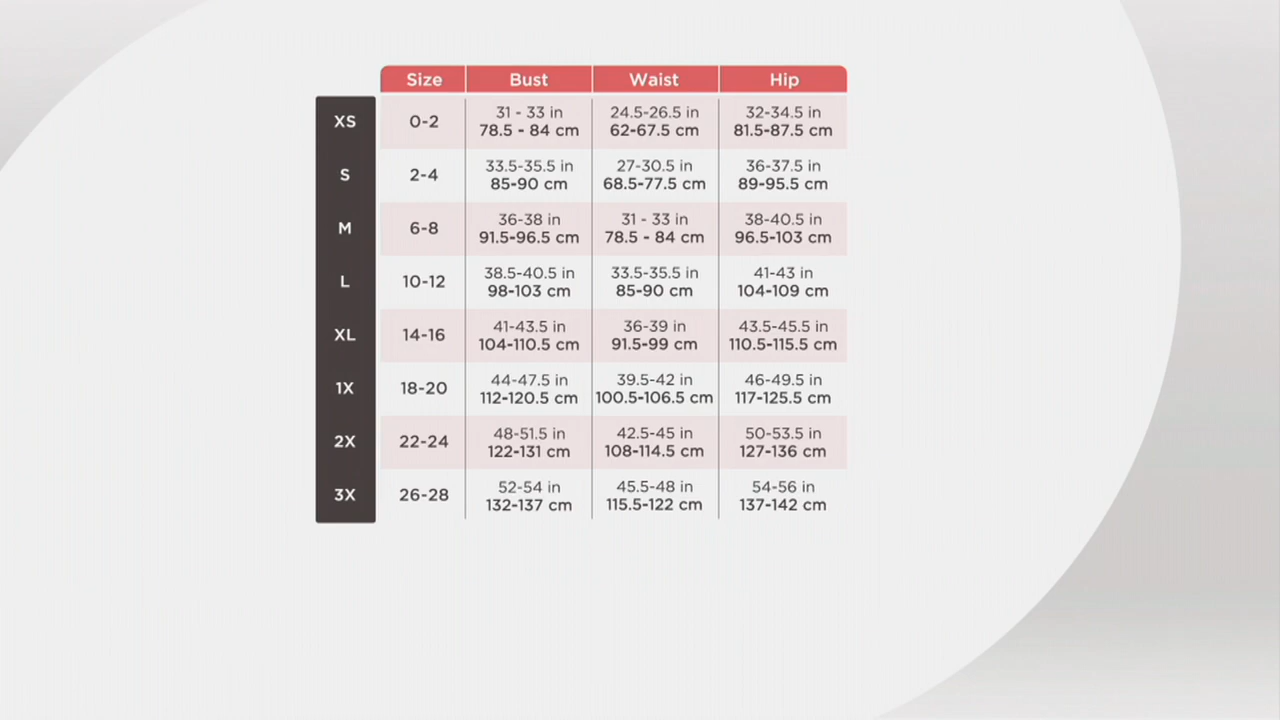 Size Bust Waist Hip
XS 0-2 31 - 33 in 24.5-26.5 in 32-34.5 in
78.5 - 84 cm 62-67.5 cm 81.5-87.5 cm
S 2-4 33.5-35.5 in 27-30.5 in 36-37.5 in
85-90 cm 68.5-77.5 cm 89-95.5 cm
M 6-8 36-38 in 31 - 33 in 38-40.5 in
91.5-96.5 cm 78.5 - 84 cm 96.5-103 cm
L 10-12 38.5-40.5 in 33.5-35.5 in 41-43 in
98-103 cm 85-90 cm 104-109 cm
XL 14-16 41-43.5 in 36-39 in 43.5-45.5 in
104-110.5 cm 91.5-99 cm 110.5-115.5 cm
1X 18-20 44-47.5 in 39.5-42 in 46-49.5 in
112-120.5 cm 100.5-106.5 cm 117-125.5 cm
2X 22-24 48-51.5 in 42.5-45 in 50-53.5 in
122-131 cm 108-114.5 cm 127-136 cm
3X 26-28 52-54 in 45.5-48 in 54-56 in
132-137 cm 115.5-122 cm 137-142 cm